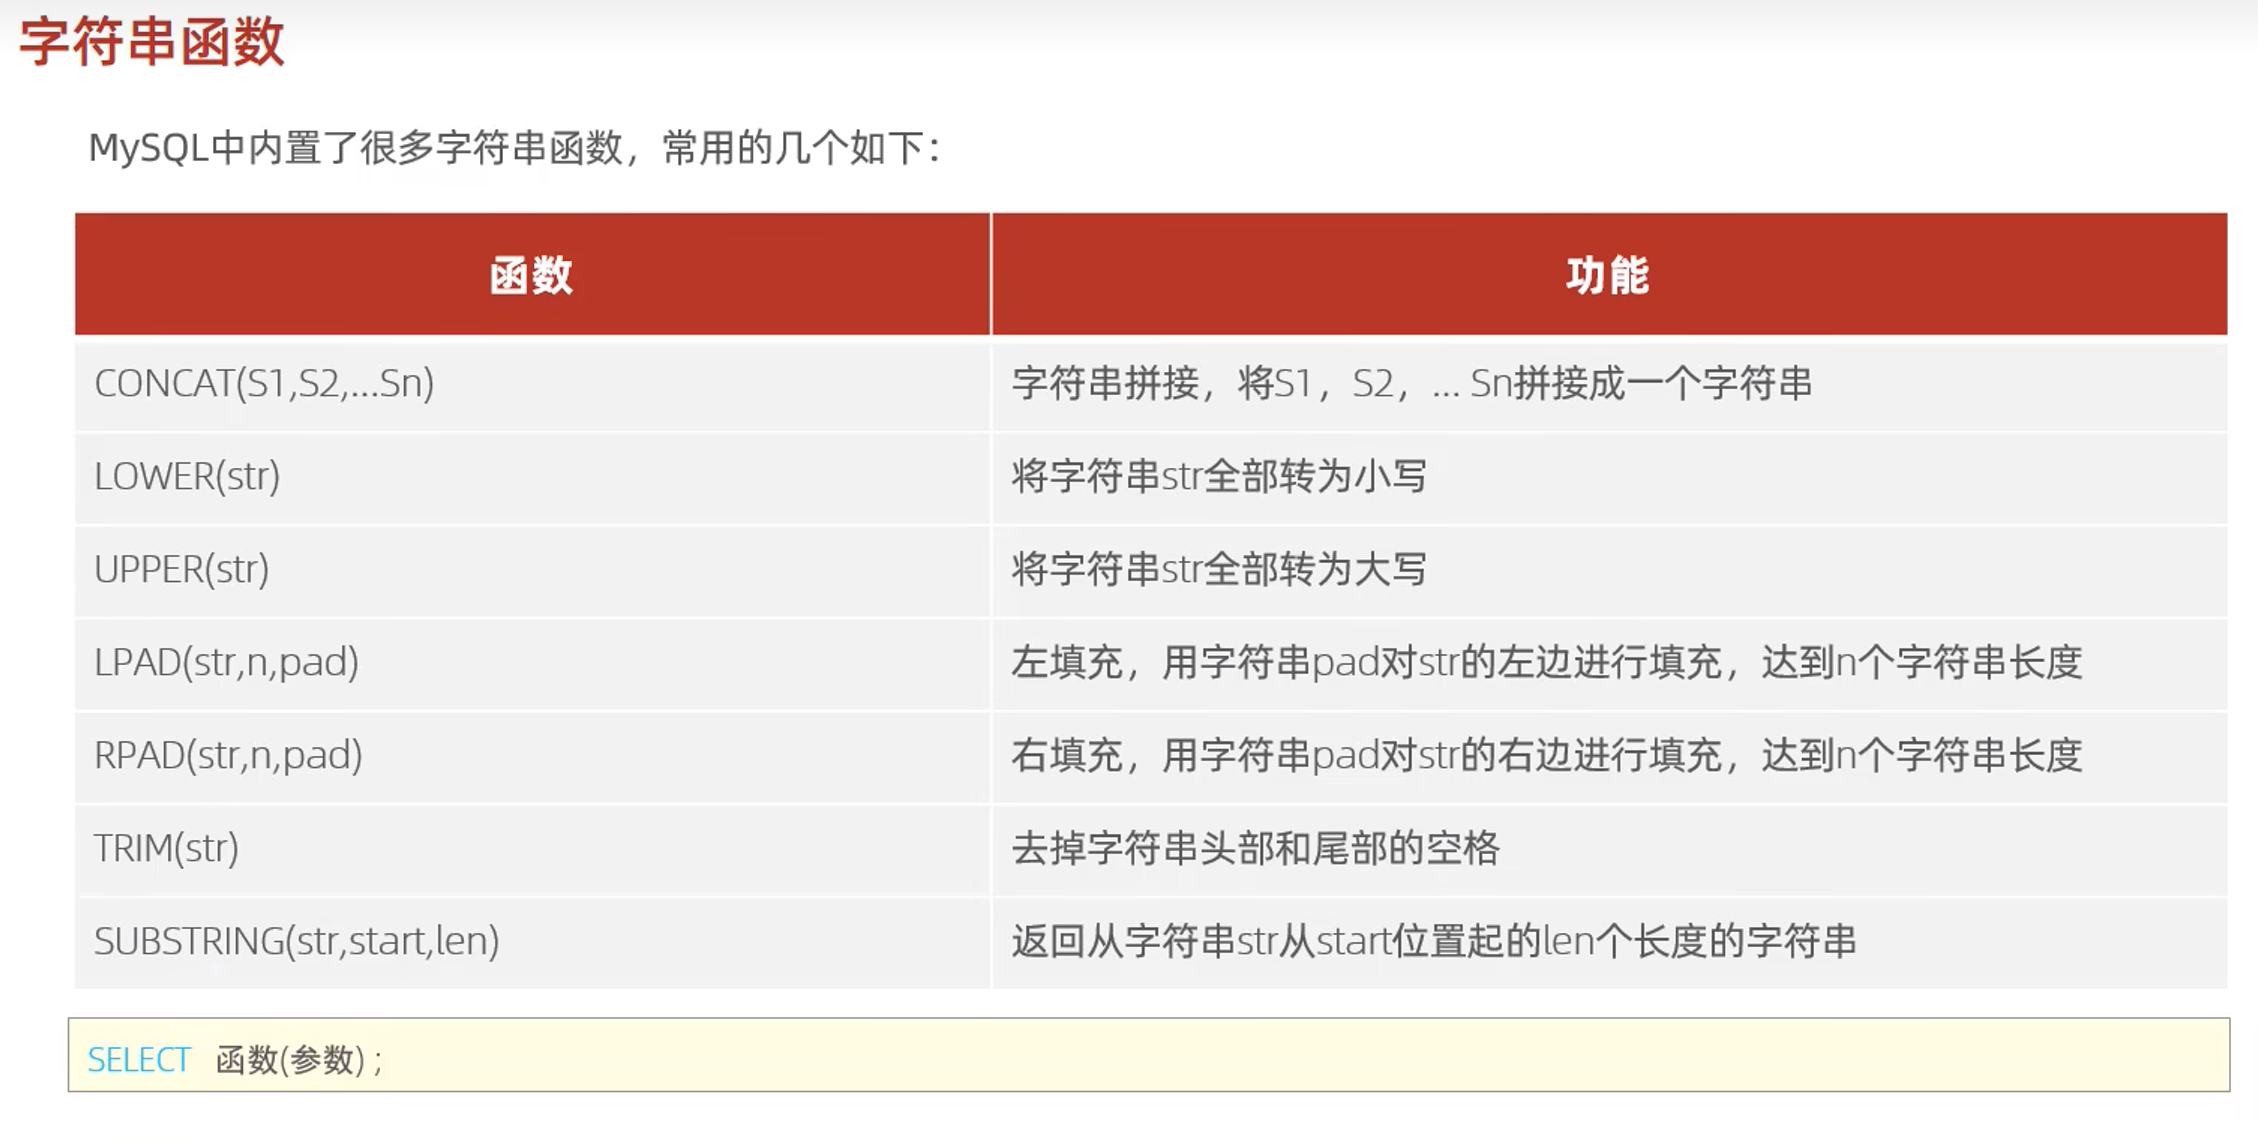 字符串函数
MySQL中内置了很多字符串函数，常用的几个如下：
函数 功能
CONCAT(S1,S2,...Sn) 字符串拼接，将S1，S2，... Sn拼接成一个字符串
LOWER(str) 将字符串str全部转为小写
UPPER(str) 将字符串str全部转为大写
LPAD(str,n,pad) 左填充，用字符串pad对str的左边进行填充，达到n个字符串长度
RPAD(str,n,pad) 右填充，用字符串pad对str的右边进行填充，达到n个字符串长度
TRIM(str) 去掉字符串头部和尾部的空格
SUBSTRING(str,start,len) 返回从字符串str从start位置起的len个长度的字符串
SELECT 函数(参数) ;